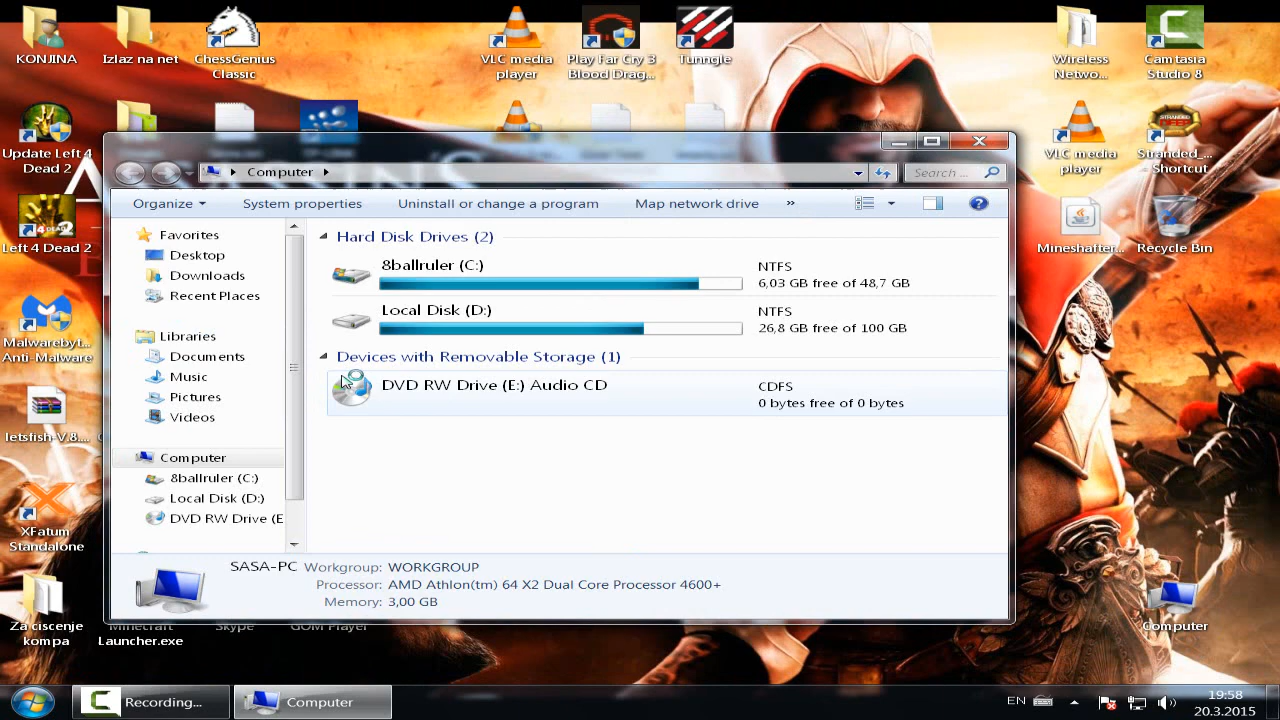 KONJINA
Izlaz na net
ChessGenius
Classic
VLC media
player
Play Far Cry 3
Blood Drag...
Tunngle
Wireless
Netwo...
Camtasia
Studio 8
Update Left 4
Dead 2
VLC media
player
Stranded_...
- Shortcut
Left 4 Dead 2
Mineshafter...
Recycle Bin
Malwareby...
Anti-Malware
letsfish-V.8....
XFatum
Standalone
Za ciscenje
kompa
Minecraft
Launcher.exe
Skype
GOM Player
Computer
Computer
Search ...
Organize
System properties
Uninstall or change a program
Map network drive
»
Favorites
Desktop
Downloads
Recent Places
Libraries
Documents
Music
Pictures
Videos
Computer
8ballruler (C:)
Local Disk (D:)
DVD RW Drive (E
Hard Disk Drives (2)
8ballruler (C:)
NTFS
6,03 GB free of 48,7 GB
Local Disk (D:)
NTFS
26,8 GB free of 100 GB
Devices with Removable Storage (1)
DVD RW Drive (E:) Audio CD
CDFS
0 bytes free of 0 bytes
SASA-PC
Workgroup: WORKGROUP
Processor: AMD Athlon(tm) 64 X2 Dual Core Processor 4600+
Memory: 3,00 GB
Recording...
Computer
EN
19:58
20.3.2015